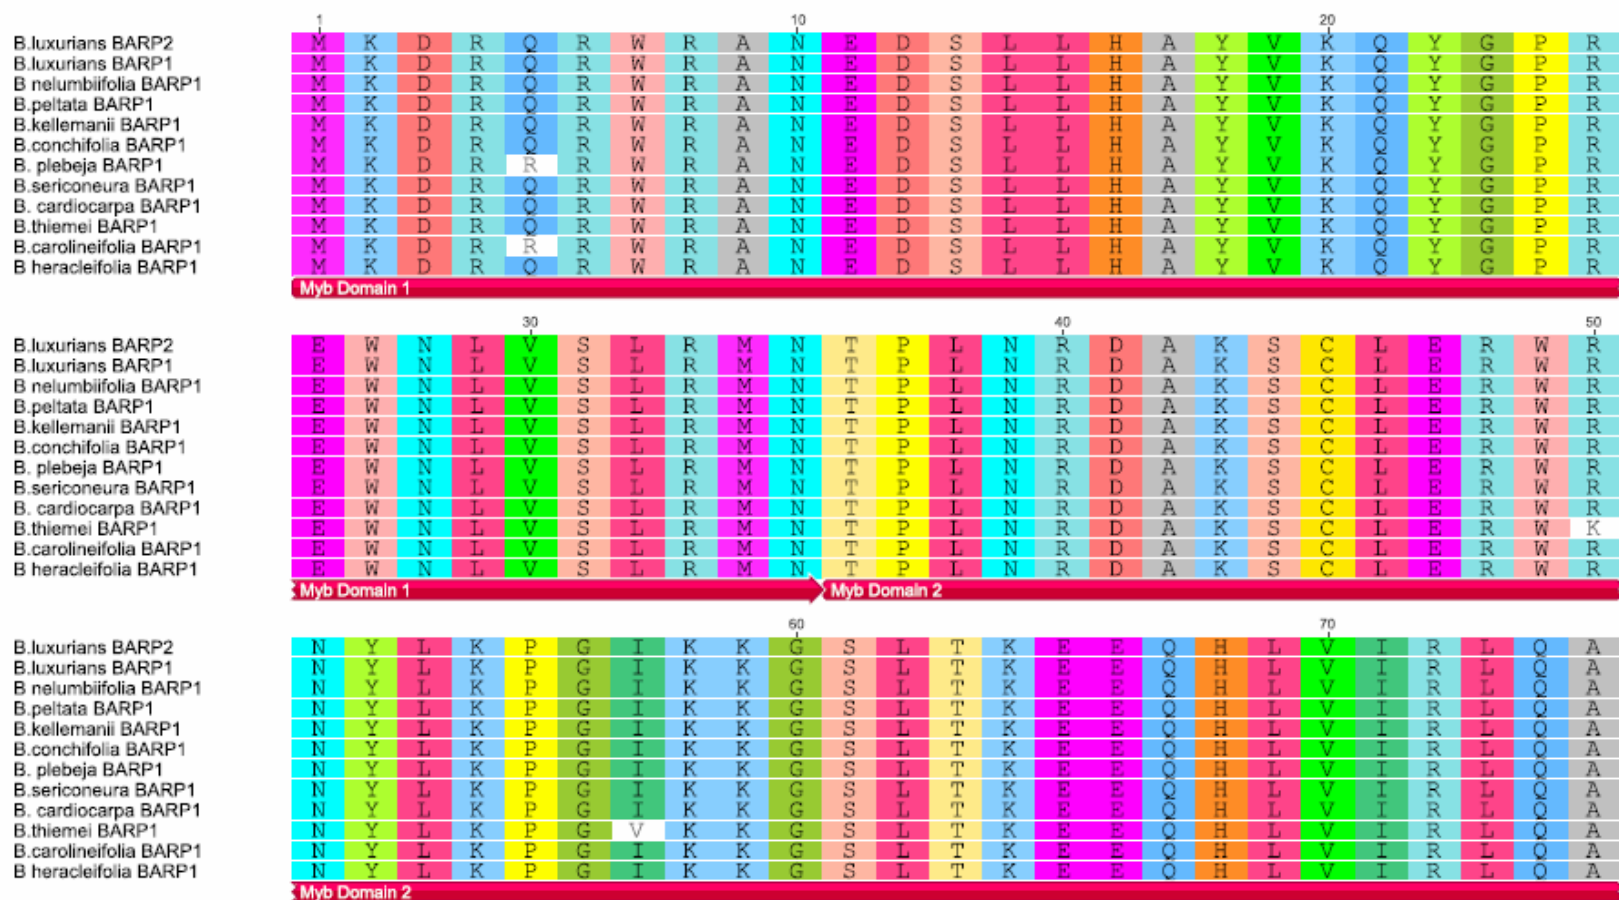 1 10 20
B.luxurians BARP2 M K D R Q R W R A N E D S L L H A Y V K Q Y G P R
B.luxurians BARP1 M K D R Q R W R A N E D S L L H A Y V K Q Y G P R
B nelumbiifolia BARP1 M K D R Q R W R A N E D S L L H A Y V K Q Y G P R
B.peltata BARP1 M K D R Q R W R A N E D S L L H A Y V K Q Y G P R
B.kellemanii BARP1 M K D R Q R W R A N E D S L L H A Y V K Q Y G P R
B.conchifolia BARP1 M K D R Q R W R A N E D S L L H A Y V K Q Y G P R
B. plebeja BARP1 M K D R R R W R A N E D S L L H A Y V K Q Y G P R
B.sericoneura BARP1 M K D R Q R W R A N E D S L L H A Y V K Q Y G P R
B. cardiocarpa BARP1 M K D R Q R W R A N E D S L L H A Y V K Q Y G P R
B.thiemei BARP1 M K D R Q R W R A N E D S L L H A Y V K Q Y G P R
B.carolineifolia BARP1 M K D R R R W R A N E D S L L H A Y V K Q Y G P R
B heracleifolia BARP1 M K D R Q R W R A N E D S L L H A Y V K Q Y G P R
Myb Domain 1
30 40 50
B.luxurians BARP2 E W N L V S L R M N T P L N R D A K S C L E R W R
B.luxurians BARP1 E W N L V S L R M N T P L N R D A K S C L E R W R
B nelumbiifolia BARP1 E W N L V S L R M N T P L N R D A K S C L E R W R
B.peltata BARP1 E W N L V S L R M N T P L N R D A K S C L E R W R
B.kellemanii BARP1 E W N L V S L R M N T P L N R D A K S C L E R W R
B.conchifolia BARP1 E W N L V S L R M N T P L N R D A K S C L E R W R
B. plebeja BARP1 E W N L V S L R M N T P L N R D A K S C L E R W R
B.sericoneura BARP1 E W N L V S L R M N T P L N R D A K S C L E R W R
B. cardiocarpa BARP1 E W N L V S L R M N T P L N R D A K S C L E R W R
B.thiemei BARP1 E W N L V S L R M N T P L N R D A K S C L E R W K
B.carolineifolia BARP1 E W N L V S L R M N T P L N R D A K S C L E R W R
B heracleifolia BARP1 E W N L V S L R M N T P L N R D A K S C L E R W R
Myb Domain 1 Myb Domain 2
60 70
B.luxurians BARP2 N Y L K P G I K K G S L T K E E Q H L V I R L Q A
B.luxurians BARP1 N Y L K P G I K K G S L T K E E Q H L V I R L Q A
B nelumbiifolia BARP1 N Y L K P G I K K G S L T K E E Q H L V I R L Q A
B.peltata BARP1 N Y L K P G I K K G S L T K E E Q H L V I R L Q A
B.kellemanii BARP1 N Y L K P G I K K G S L T K E E Q H L V I R L Q A
B.conchifolia BARP1 N Y L K P G I K K G S L T K E E Q H L V I R L Q A
B. plebeja BARP1 N Y L K P G I K K G S L T K E E Q H L V I R L Q A
B.sericoneura BARP1 N Y L K P G I K K G S L T K E E Q H L V I R L Q A
B. cardiocarpa BARP1 N Y L K P G I K K G S L T K E E Q H L V I R L Q A
B.thiemei BARP1 N Y L K P G V K K G S L T K E E Q H L V I R L Q A
B.carolineifolia BARP1 N Y L K P G I K K G S L T K E E Q H L V I R L Q A
B heracleifolia BARP1 N Y L K P G I K K G S L T K E E Q H L V I R L Q A
Myb Domain 2